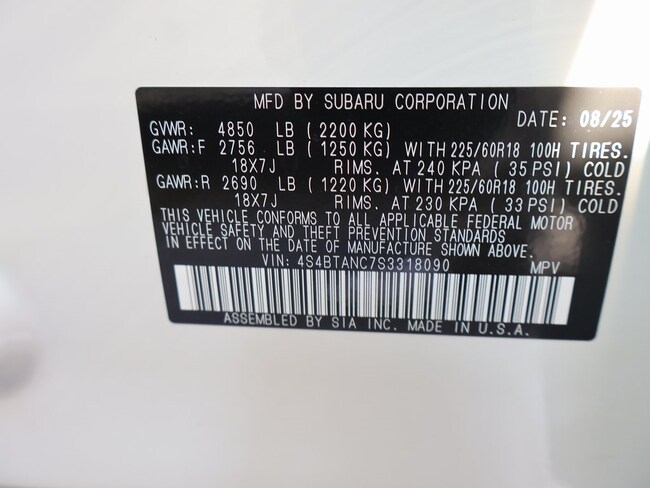 MFD BY SUBARU CORPORATION
DATE: 08/25
GVWR: 4850 LB (2200 KG)
GAWR:F 2756 LB (1250 KG) WITH 225/60R18 100H TIRES.
18X7J RIMS. AT 240 KPA (35 PSI) COLD
GAWR:R 2690 LB (1220 KG) WITH 225/60R18 100H TIRES.
18X7J RIMS. AT 230 KPA (33 PSI) COLD
THIS VEHICLE CONFORMS TO ALL APPLICABLE FEDERAL MOTOR
VEHICLE SAFETY AND THEFT PREVENTION STANDARDS
IN EFFECT ON THE DATE OF MANUFACTURE SHOWN ABOVE.
VIN: 4S4BTANC7S3318090 MPV
ASSEMBLED BY SIA INC. MADE IN U.S.A.